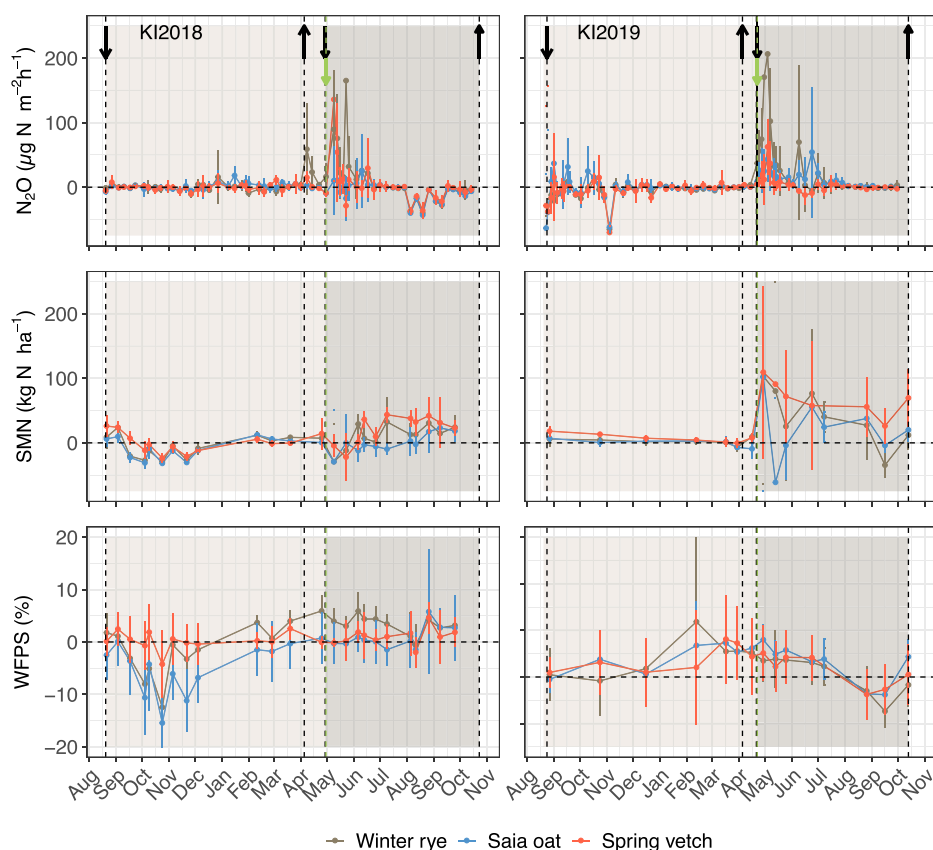 KI2018
KI2019
N₂O (µg N m⁻²h⁻¹)
200
100
0
SMN (kg N ha⁻¹)
200
100
0
WFPS (%)
20
10
0
−10
−20
Aug Sep Oct Nov Dec Jan Feb Mar Apr May Jun Jul Aug Sep Oct Nov
Aug Sep Oct Nov Dec Jan Feb Mar Apr May Jun Jul Aug Sep Oct Nov
Winter rye Saia oat Spring vetch